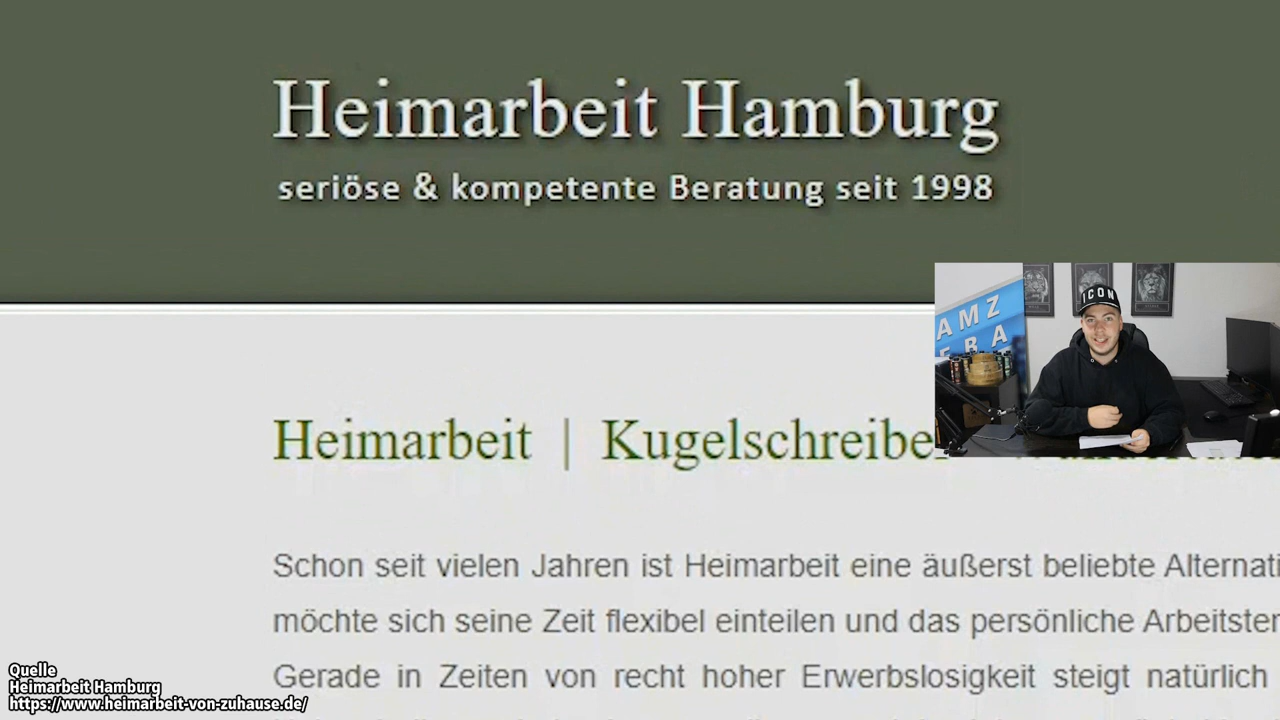 Heimarbeit Hamburg
seriöse & kompetente Beratung seit 1998
ICON
AMZ
FBA
Heimarbeit | Kugelschreiber
Schon seit vielen Jahren ist Heimarbeit eine äußerst beliebte Alternati
möchte sich seine Zeit flexibel einteilen und das persönliche Arbeitster
Gerade in Zeiten von recht hoher Erwerbslosigkeit steigt natürlich
Quelle
Heimarbeit Hamburg
https://www.heimarbeit-von-zuhause.de/